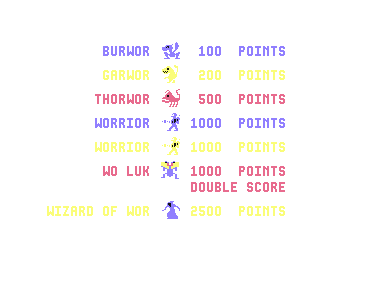 BURWOR 100 POINTS
GARWOR 200 POINTS
THORWOR 500 POINTS
WORRIOR 1000 POINTS
WORRIOR 1000 POINTS
WO LUK 1000 POINTS
DOUBLE SCORE
WIZARD OF WOR 2500 POINTS